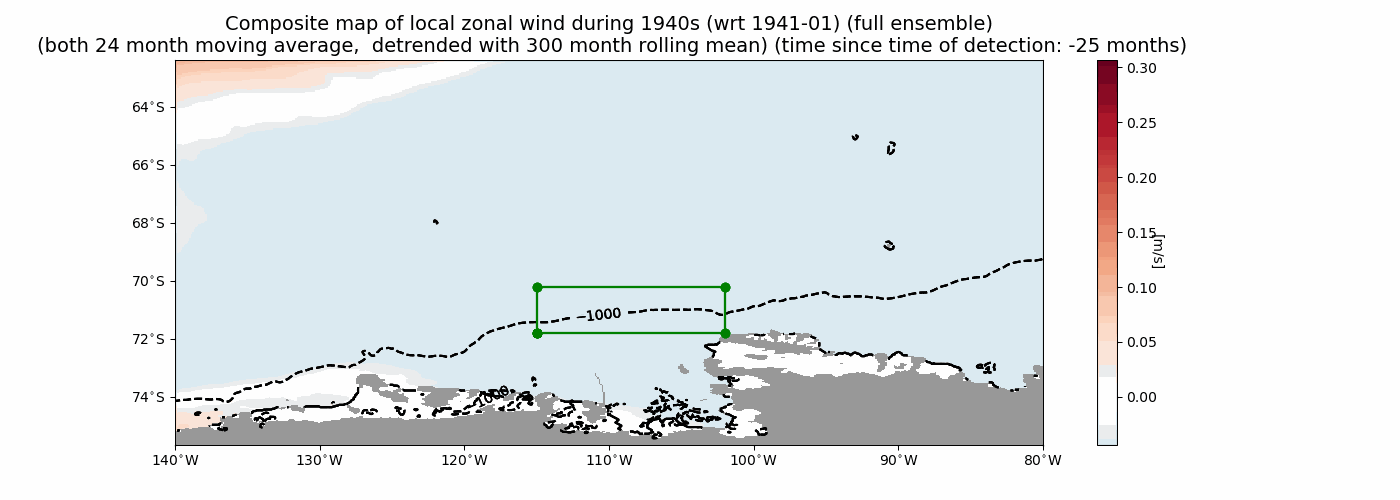 Composite map of local zonal wind during 1940s (wrt 1941-01) (full ensemble)
(both 24 month moving average,  detrended with 300 month rolling mean) (time since time of detection: -25 months)
64°S
66°S
68°S
70°S
72°S
74°S
−1000
140°W
130°W
120°W
110°W
100°W
90°W
80°W
0.30
0.25
0.20
0.15
0.10
0.05
0.00
[m/s]